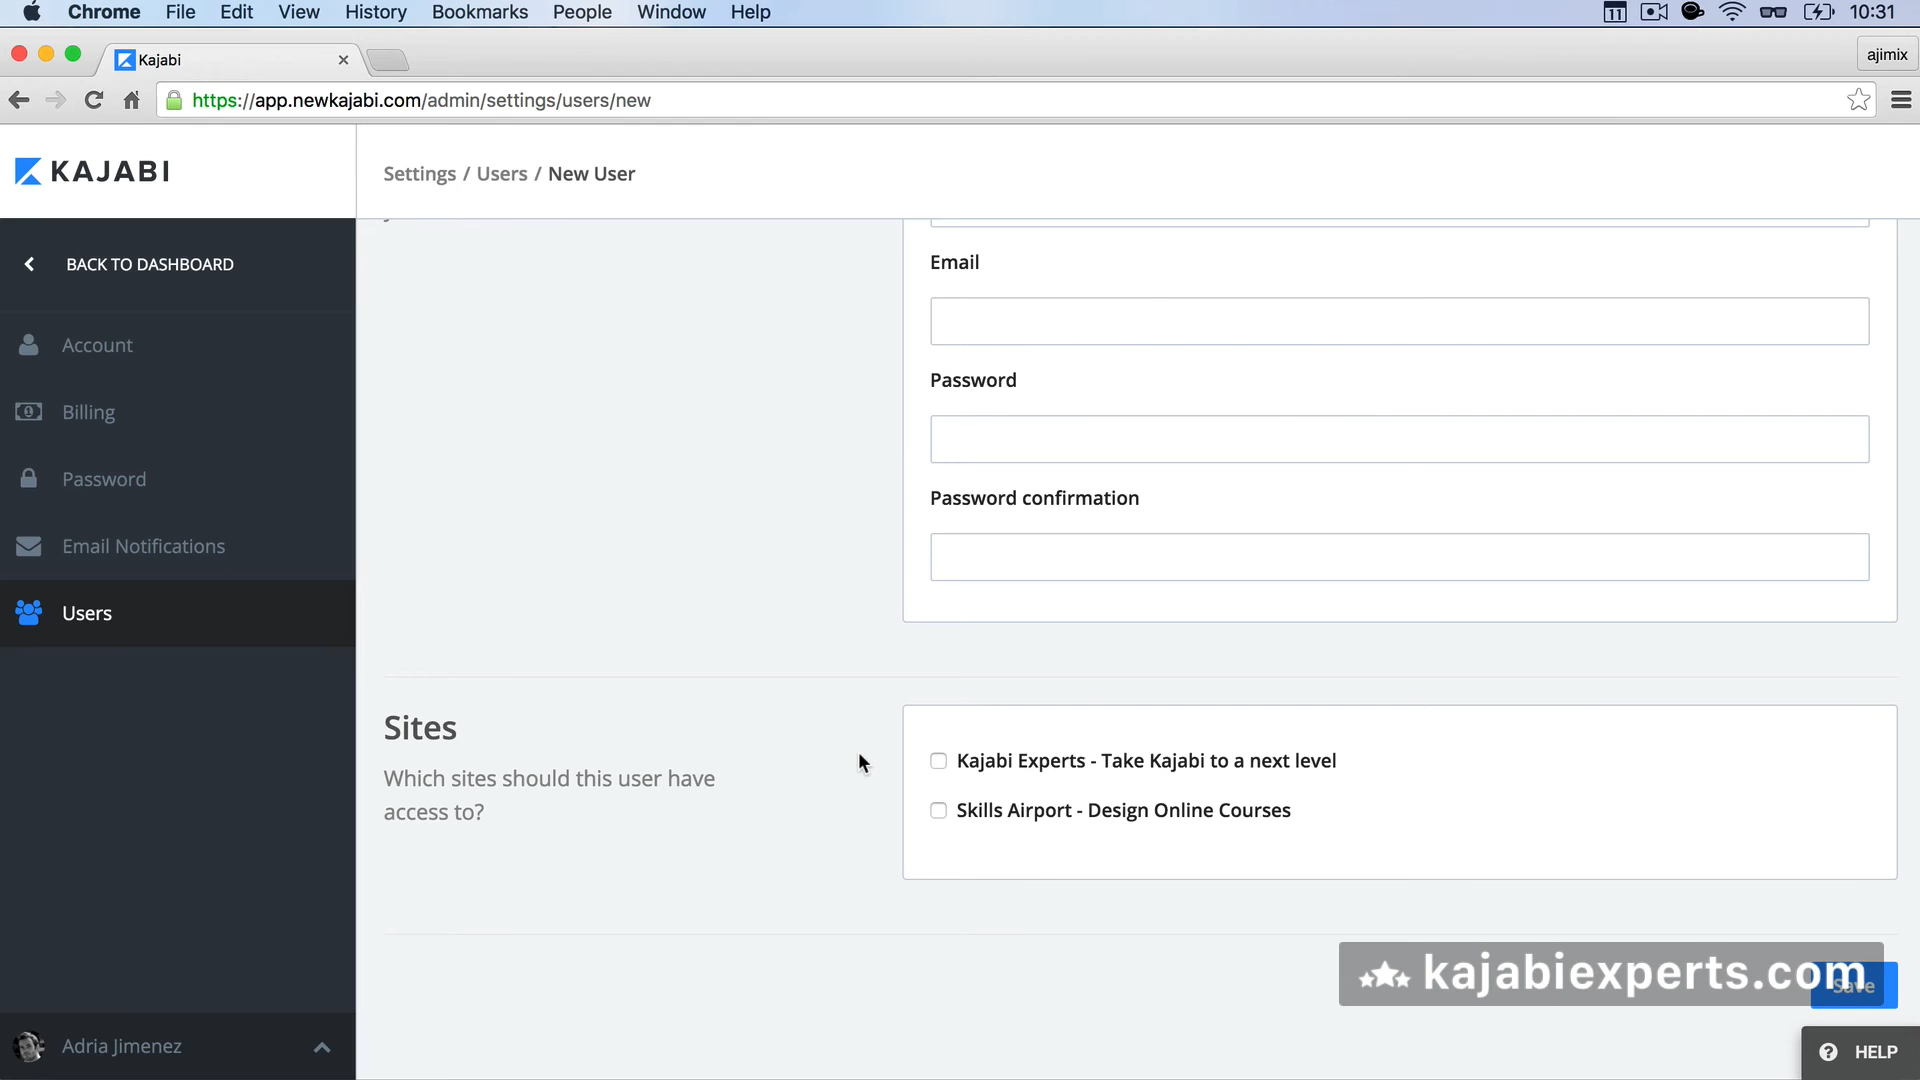 Chrome File Edit View History Bookmarks People Window Help 11 10:31
Kajabi ajimix
https://app.newkajabi.com/admin/settings/users/new
KAJABI
Settings / Users / New User
BACK TO DASHBOARD
Account
Billing
Password
Email Notifications
Users
Adria Jimenez
Email
Password
Password confirmation
Sites
Which sites should this user have
access to?
Kajabi Experts - Take Kajabi to a next level
Skills Airport - Design Online Courses
kajabiexperts.com
Save
HELP